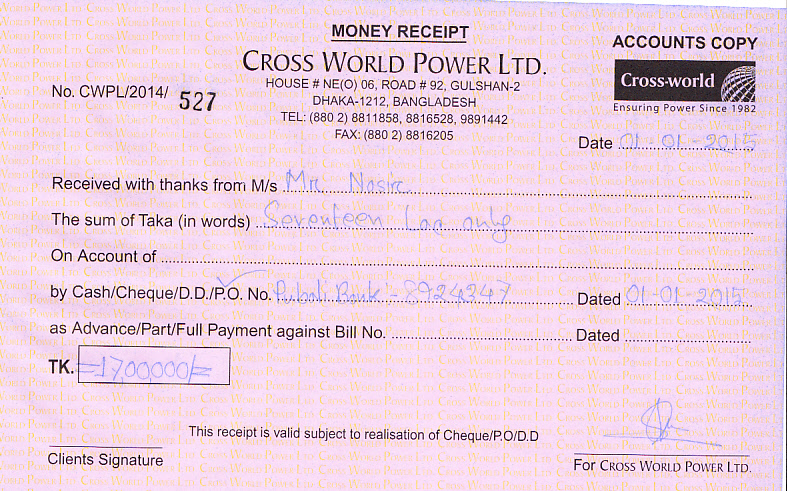 MONEY RECEIPT
ACCOUNTS COPY
CROSS WORLD POWER LTD.
Cross-world
Ensuring Power Since 1982
HOUSE # NE(O) 06, ROAD # 92, GULSHAN-2
DHAKA-1212, BANGLADESH
TEL: (880 2) 8811858, 8816528, 9891442
FAX: (880 2) 8816205
No. CWPL/2014/ 527
Date 01-01-2015
Received with thanks from M/s Mr. Nasir.
The sum of Taka (in words) Seventeen Lac only
On Account of
by Cash/Cheque/D.D./P.O. No. Pubali Bank - 8924347 Dated 01-01-2015
as Advance/Part/Full Payment against Bill No. Dated
TK. =1700,000/=
This receipt is valid subject to realisation of Cheque/P.O/D.D
Clients Signature
For CROSS WORLD POWER LTD.